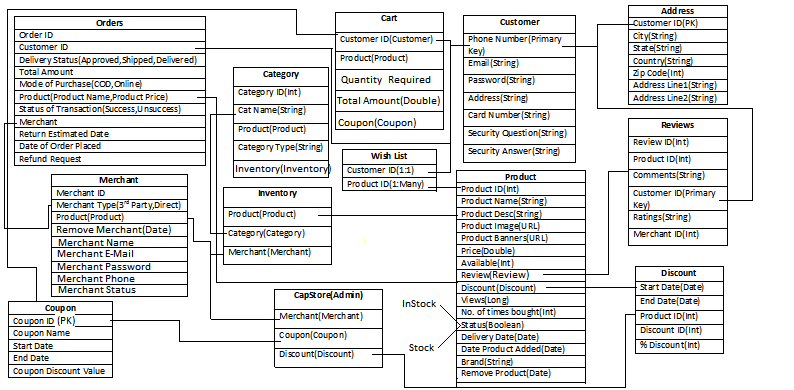 Orders
Order ID
Customer ID
Delivery Status(Approved,Shipped,Delivered)
Total Amount
Mode of Purchase(COD,Online)
Product(Product Name,Product Price)
Status of Transaction(Success,Unsuccess)
Merchant
Return Estimated Date
Date of Order Placed
Refund Request
Category
Category ID(Int)
Cat Name(String)
Product(Product)
Category Type(String)
Inventory(Inventory)
Cart
Customer ID(Customer)
Product(Product)
Quantity Required
Total Amount(Double)
Coupon(Coupon)
Customer
Phone Number(Primary
Key)
Email(String)
Password(String)
Address(String)
Card Number(String)
Security Question(String)
Security Answer(String)
Address
Customer ID(PK)
City(String)
State(String)
Country(String)
Zip Code(Int)
Address Line1(String)
Address Line2(String)
Reviews
Review ID(Int)
Product ID(Int)
Comments(String)
Customer ID(Primary
Key)
Ratings(String)
Merchant ID(Int)
Wish List
Customer ID(1:1)
Product ID(1:Many)
Merchant
Merchant ID
Merchant Type(3rd Party,Direct)
Product(Product)
Remove Merchant(Date)
Merchant Name
Merchant E-Mail
Merchant Password
Merchant Phone
Merchant Status
Inventory
Product(Product)
Category(Category)
Merchant(Merchant)
Product
Product ID(Int)
Product Name(String)
Product Desc(String)
Product Image(URL)
Product Banners(URL)
Price(Double)
Available(Int)
Review(Review)
Discount(Discount)
Views(Long)
No. of times bought(Int)
Status(Boolean)
Delivery Date(Date)
Date Product Added(Date)
Brand(String)
Remove Product(Date)
InStock
Stock
Discount
Start Date(Date)
End Date(Date)
Product ID(Int)
Discount ID(Int)
% Discount(Int)
CapStore(Admin)
Merchant(Merchant)
Coupon(Coupon)
Discount(Discount)
Coupon
Coupon ID (PK)
Coupon Name
Start Date
End Date
Coupon Discount Value